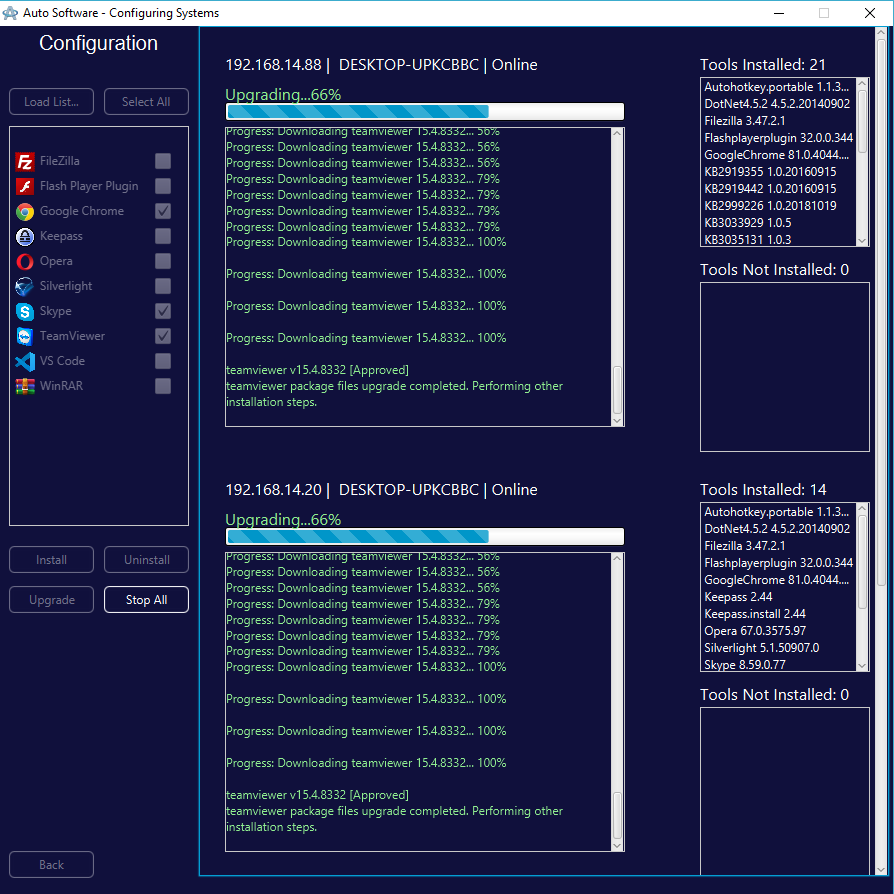 Auto Software - Configuring Systems
Configuration
Load List...
Select All
FileZilla
Flash Player Plugin
Google Chrome
Keepass
Opera
Silverlight
Skype
TeamViewer
VS Code
WinRAR
Install
Uninstall
Upgrade
Stop All
Back
192.168.14.88 | DESKTOP-UPKCBBC | Online
Upgrading...66%
Progress: Downloading teamviewer 15.4.8332... 56%
Progress: Downloading teamviewer 15.4.8332... 56%
Progress: Downloading teamviewer 15.4.8332... 56%
Progress: Downloading teamviewer 15.4.8332... 79%
Progress: Downloading teamviewer 15.4.8332... 79%
Progress: Downloading teamviewer 15.4.8332... 79%
Progress: Downloading teamviewer 15.4.8332... 79%
Progress: Downloading teamviewer 15.4.8332... 100%
Progress: Downloading teamviewer 15.4.8332... 100%
Progress: Downloading teamviewer 15.4.8332... 100%
Progress: Downloading teamviewer 15.4.8332... 100%
teamviewer v15.4.8332 [Approved]
teamviewer package files upgrade completed. Performing other
installation steps.
Tools Installed: 21
Autohotkey.portable 1.1.3...
DotNet4.5.2 4.5.2.20140902
Filezilla 3.47.2.1
Flashplayerplugin 32.0.0.344
GoogleChrome 81.0.4044....
KB2919355 1.0.20160915
KB2919442 1.0.20160915
KB2999226 1.0.20181019
KB3033929 1.0.5
KB3035131 1.0.3
Tools Not Installed: 0
192.168.14.20 | DESKTOP-UPKCBBC | Online
Upgrading...66%
Progress: Downloading teamviewer 15.4.8332... 56%
Progress: Downloading teamviewer 15.4.8332... 56%
Progress: Downloading teamviewer 15.4.8332... 56%
Progress: Downloading teamviewer 15.4.8332... 79%
Progress: Downloading teamviewer 15.4.8332... 79%
Progress: Downloading teamviewer 15.4.8332... 79%
Progress: Downloading teamviewer 15.4.8332... 79%
Progress: Downloading teamviewer 15.4.8332... 100%
Progress: Downloading teamviewer 15.4.8332... 100%
Progress: Downloading teamviewer 15.4.8332... 100%
Progress: Downloading teamviewer 15.4.8332... 100%
teamviewer v15.4.8332 [Approved]
teamviewer package files upgrade completed. Performing other
installation steps.
Tools Installed: 14
Autohotkey.portable 1.1.3...
DotNet4.5.2 4.5.2.20140902
Filezilla 3.47.2.1
Flashplayerplugin 32.0.0.344
GoogleChrome 81.0.4044....
Keepass 2.44
Keepass.install 2.44
Opera 67.0.3575.97
Silverlight 5.1.50907.0
Skype 8.59.0.77
Tools Not Installed: 0